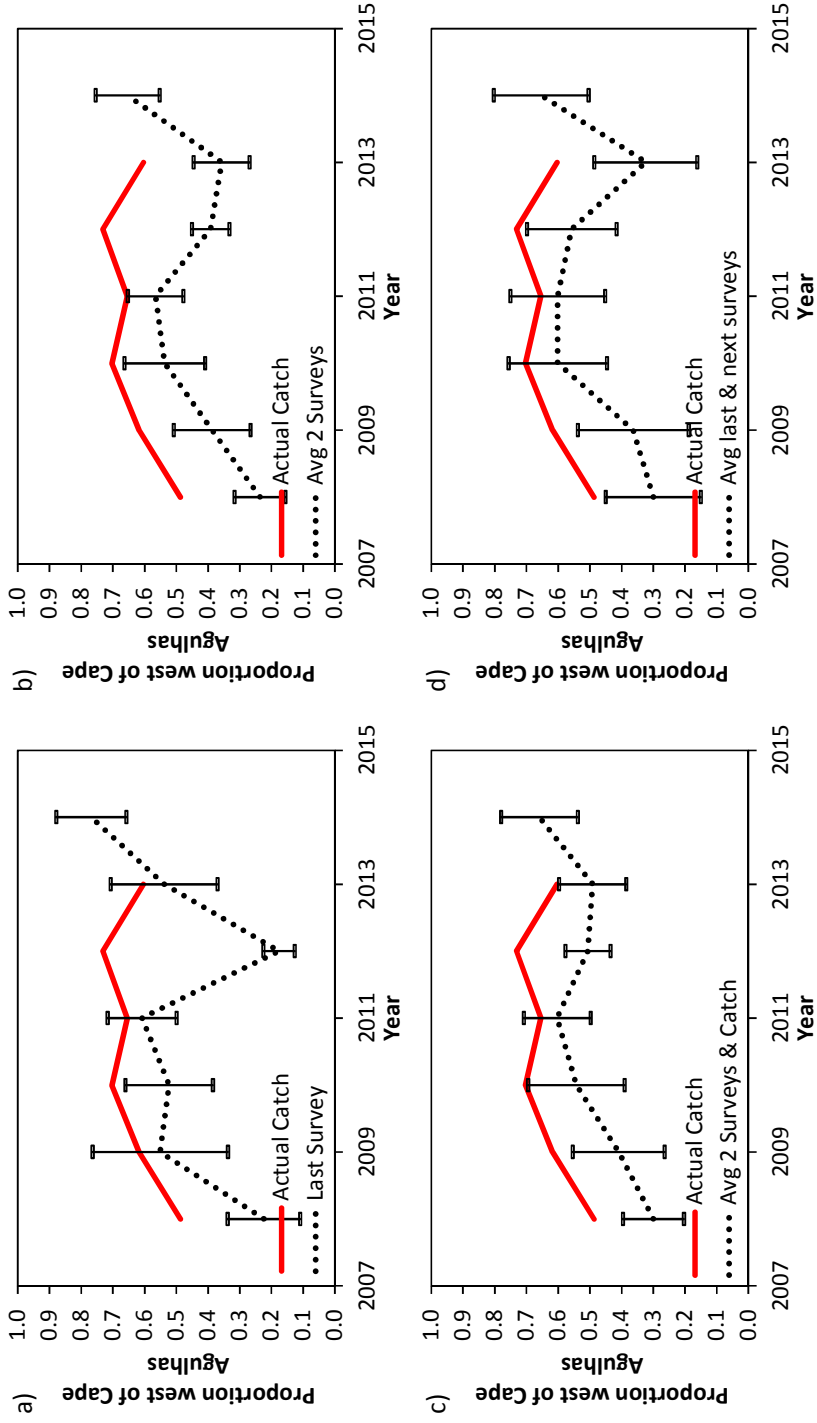 a)
Proportion west of Cape
Agulhas
1.0
0.9
0.8
0.7
0.6
0.5
0.4
0.3
0.2
0.1
0.0
Actual Catch
Last Survey
2007
2009
2011
2013
2015
Year
b)
Proportion west of Cape
Agulhas
1.0
0.9
0.8
0.7
0.6
0.5
0.4
0.3
0.2
0.1
0.0
Actual Catch
Avg 2 Surveys
2007
2009
2011
2013
2015
Year
c)
Proportion west of Cape
Agulhas
1.0
0.9
0.8
0.7
0.6
0.5
0.4
0.3
0.2
0.1
0.0
Actual Catch
Avg 2 Surveys & Catch
2007
2009
2011
2013
2015
Year
d)
Proportion west of Cape
Agulhas
1.0
0.9
0.8
0.7
0.6
0.5
0.4
0.3
0.2
0.1
0.0
Actual Catch
Avg last & next surveys
2007
2009
2011
2013
2015
Year